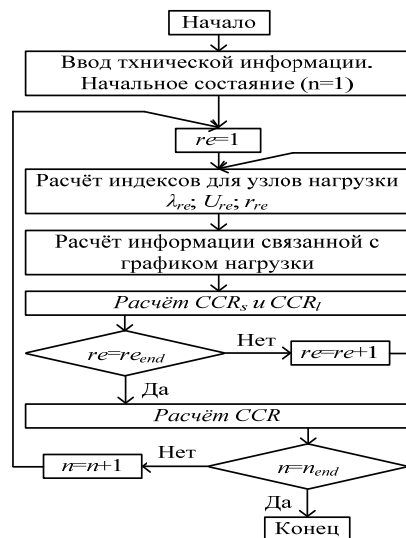 Начало
Ввод тхнической информации.
Начальное состаяние (n=1)
re=1
Расчёт индексов для узлов нагрузки
λre; Ure; rre
Расчёт информации связанной с
графиком нагрузки
Расчёт CCRs и CCRl
re=reend
Нет
re=re+1
Да
Расчёт CCR
n=n+1
Нет
n=nend
Да
Конец